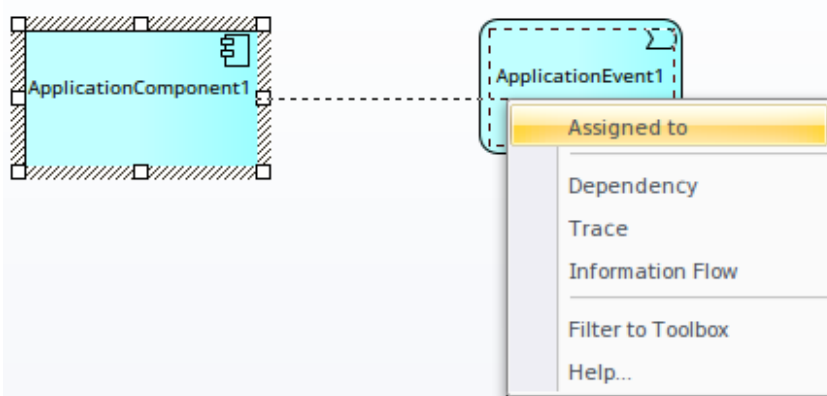 ApplicationComponent1
ApplicationEvent1
Assigned to
Dependency
Trace
Information Flow
Filter to Toolbox
Help...